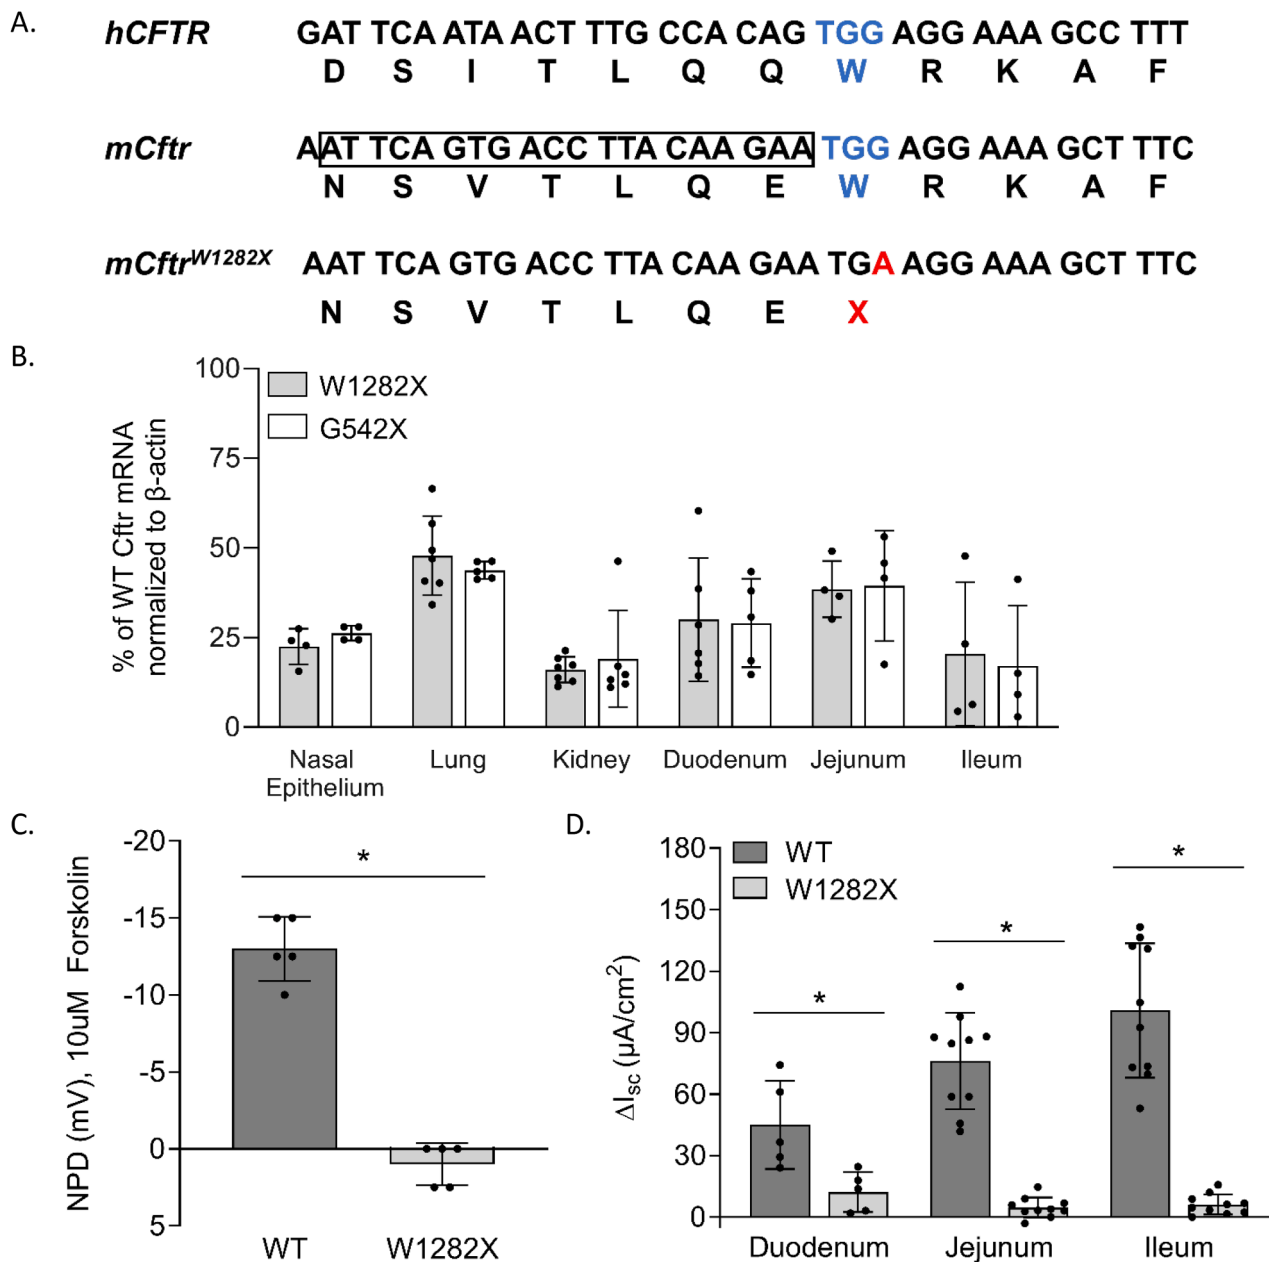 A.
hCFTR GAT TCA ATA ACT TTG CCA CAG TGG AGG AAA GCC TTT
D S I T L Q Q W R K A F
mCftr AAT TCA GTG ACC TTA CAA GAA TGG AGG AAA GCT TTC
N S V T L Q E W R K A F
mCftrW1282X AAT TCA GTG ACC TTA CAA GAA TGA AGG AAA GCT TTC
N S V T L Q E X
B.
% of WT Cftr mRNA
normalized to β-actin
100
75
50
25
0
W1282X
G542X
Nasal
Epithelium
Lung
Kidney
Duodenum
Jejunum
Ileum
C.
NPD (mV), 10uM Forskolin
-20
-15
-10
-5
0
5
*
WT
W1282X
D.
ΔIsc (µA/cm2)
180
150
120
90
60
30
0
WT
W1282X
*
*
*
Duodenum
Jejunum
Ileum